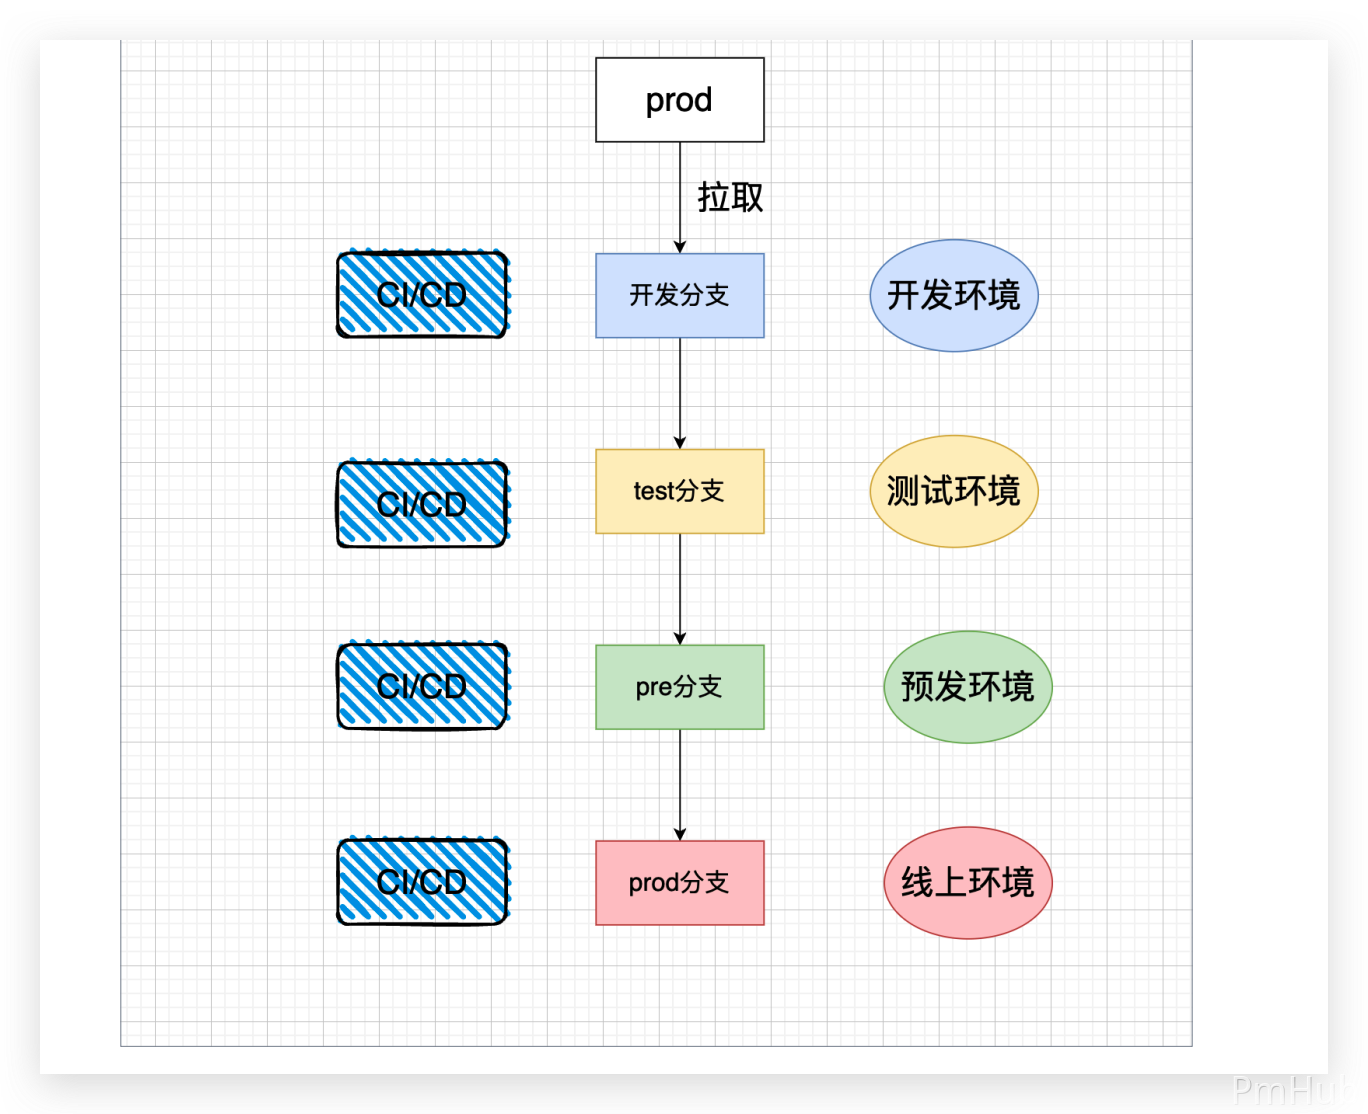 prod
拉取
CI/CD
开发分支
开发环境
CI/CD
test分支
测试环境
CI/CD
pre分支
预发环境
CI/CD
prod分支
线上环境
PmHub